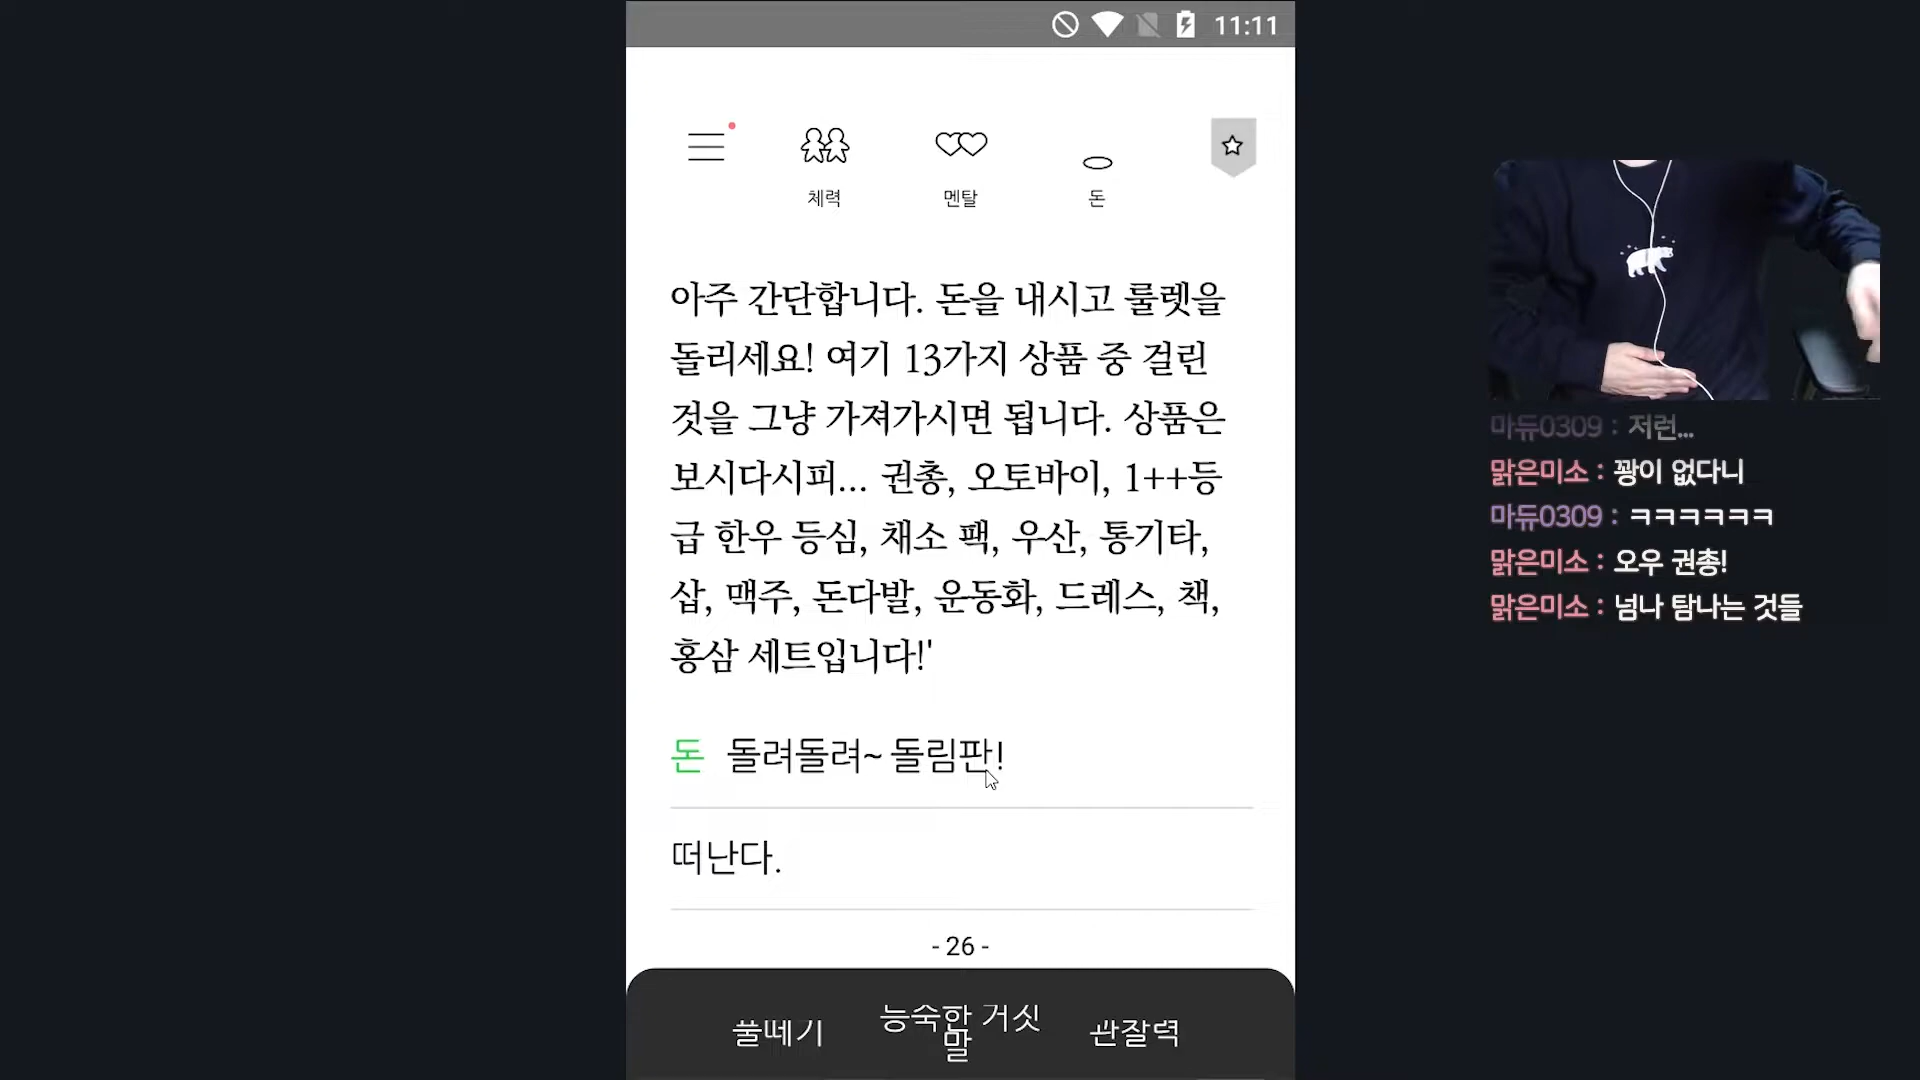 11:11
체력
멘탈
돈
아주 간단합니다. 돈을 내시고 룰렛을
돌리세요! 여기 13가지 상품 중 걸린
것을 그냥 가져가시면 됩니다. 상품은
보시다시피... 권총, 오토바이, 1++등
급 한우 등심, 채소 팩, 우산, 통기타,
삽, 맥주, 돈다발, 운동화, 드레스, 책,
홍삼 세트입니다!'
돈 돌려돌려~ 돌림판!
떠난다.
- 26 -
풀떼기
능숙한 거짓
말
관찰력
마듀0309 : 저런...
맑은미소 : 꽝이 없다니
마듀0309 : ㅋㅋㅋㅋㅋㅋ
맑은미소 : 오우 권총!
맑은미소 : 넘나 탐나는 것들